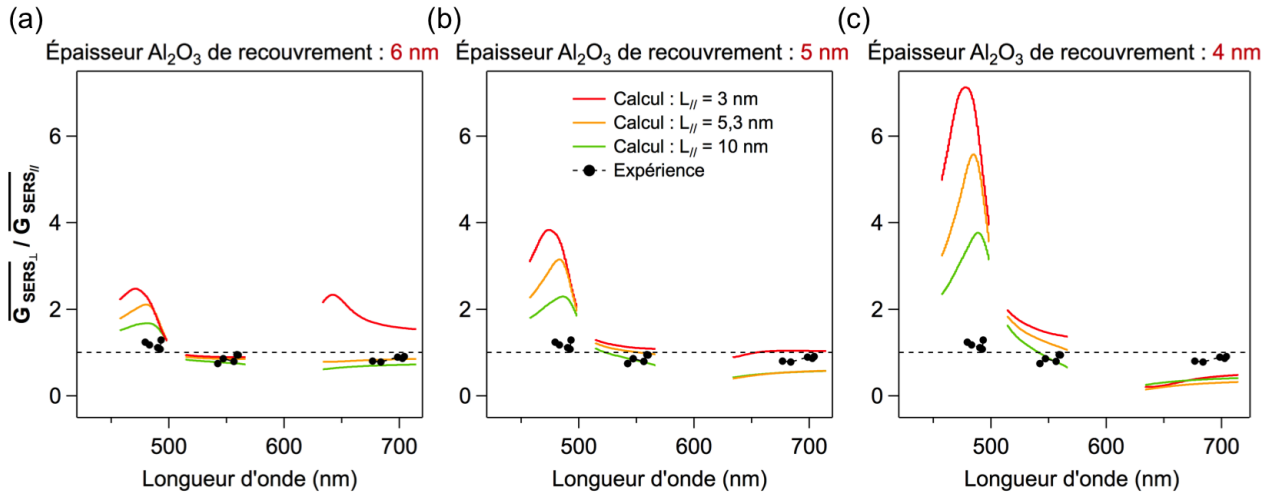 (a)
Épaisseur Al₂O₃ de recouvrement : 6 nm
(b)
Épaisseur Al₂O₃ de recouvrement : 5 nm
(c)
Épaisseur Al₂O₃ de recouvrement : 4 nm
G SERS⊥ / G SERS//
6
4
2
0
500
600
700
Longueur d'onde (nm)
6
4
2
0
Calcul : L// = 3 nm
Calcul : L// = 5,3 nm
Calcul : L// = 10 nm
Expérience
500
600
700
Longueur d'onde (nm)
6
4
2
0
500
600
700
Longueur d'onde (nm)